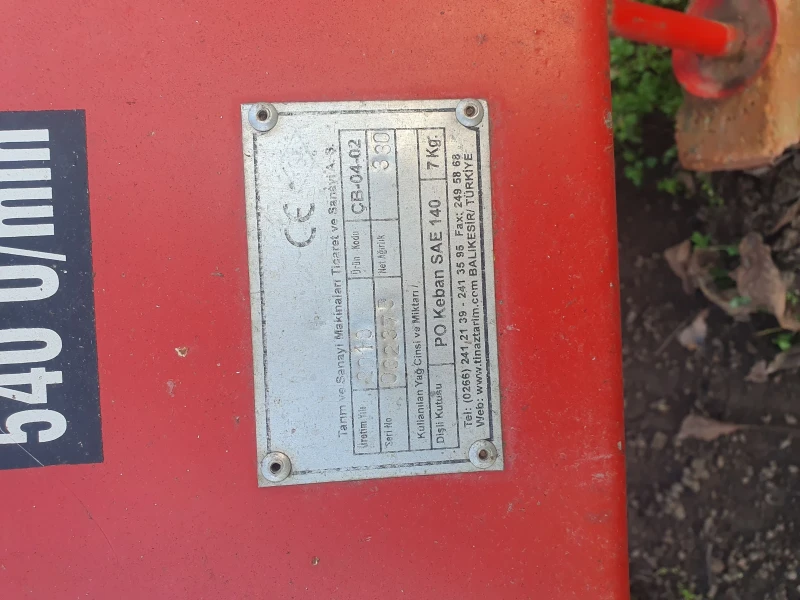 540 U/min
CE
Tarım ve Sanayi Makinaları Ticaret ve Sanayi A.Ş.
Üretim Yılı Ürün Kodu ÇB-04-02
Seri No Net Ağırlık 330
Kullanılan Yağ Cinsi ve Miktarı /
Dişli Kutusu PO Keban SAE 140 7 Kg.
Tel: (0266) 241 21 39 - 241 35 95 Fax: 249 58 68
Web: www.tinaztarim.com BALIKESİR/ TÜRKİYE